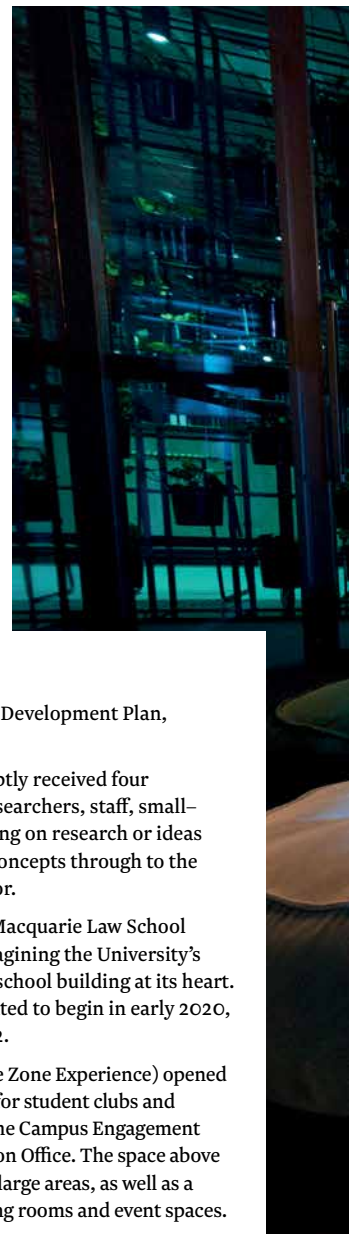 Development Plan,
ptly received four
searchers, staff, small–
ng on research or ideas
oncepts through to the
or.
Macquarie Law School
agining the University’s
school building at its heart.
ted to begin in early 2020,
2.
e Zone Experience) opened
for student clubs and
he Campus Engagement
on Office. The space above
large areas, as well as a
ng rooms and event spaces.